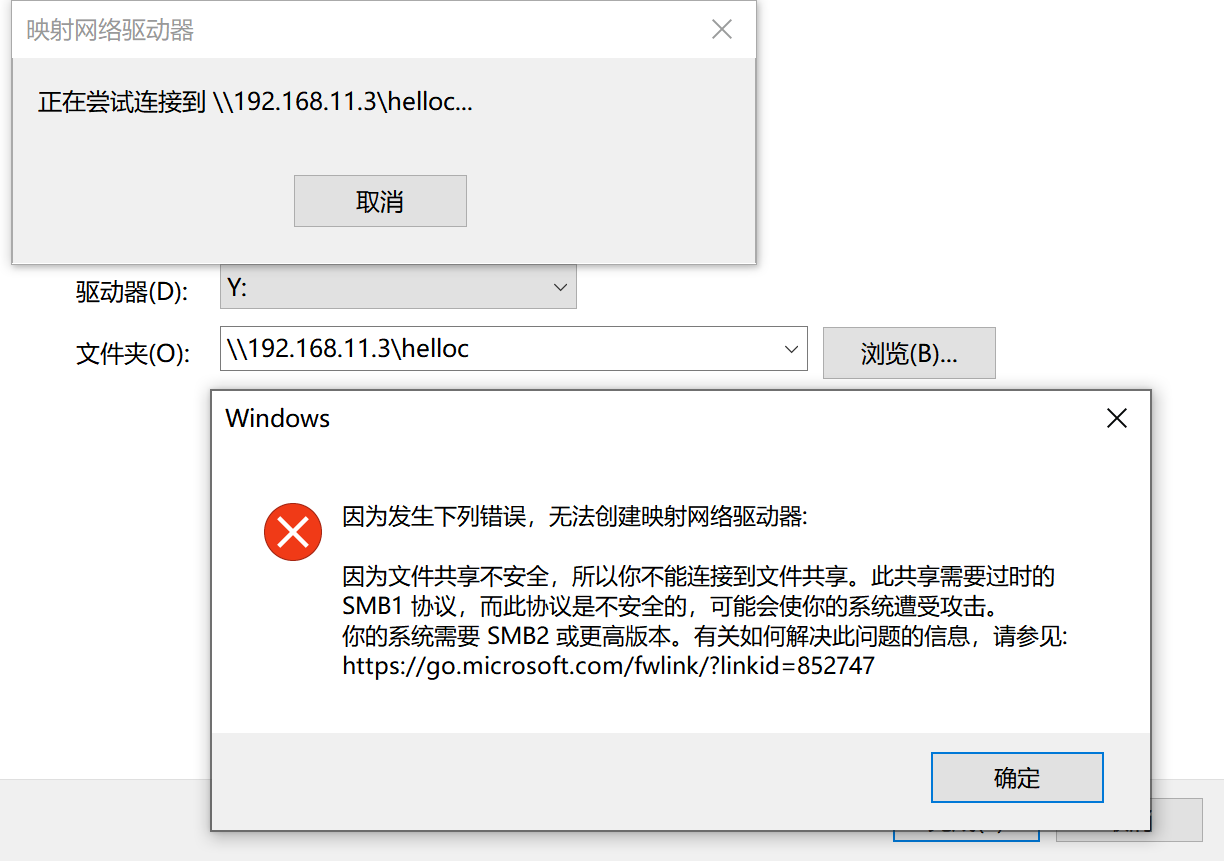 映射网络驱动器
正在尝试连接到 \\192.168.11.3\helloc...
取消
驱动器(D): Y:
文件夹(O): \\192.168.11.3\helloc 浏览(B)...
Windows
因为发生下列错误，无法创建映射网络驱动器:
因为文件共享不安全，所以你不能连接到文件共享。此共享需要过时的
SMB1 协议，而此协议是不安全的，可能会使你的系统遭受攻击。
你的系统需要 SMB2 或更高版本。有关如何解决此问题的信息，请参见:
https://go.microsoft.com/fwlink/?linkid=852747
确定